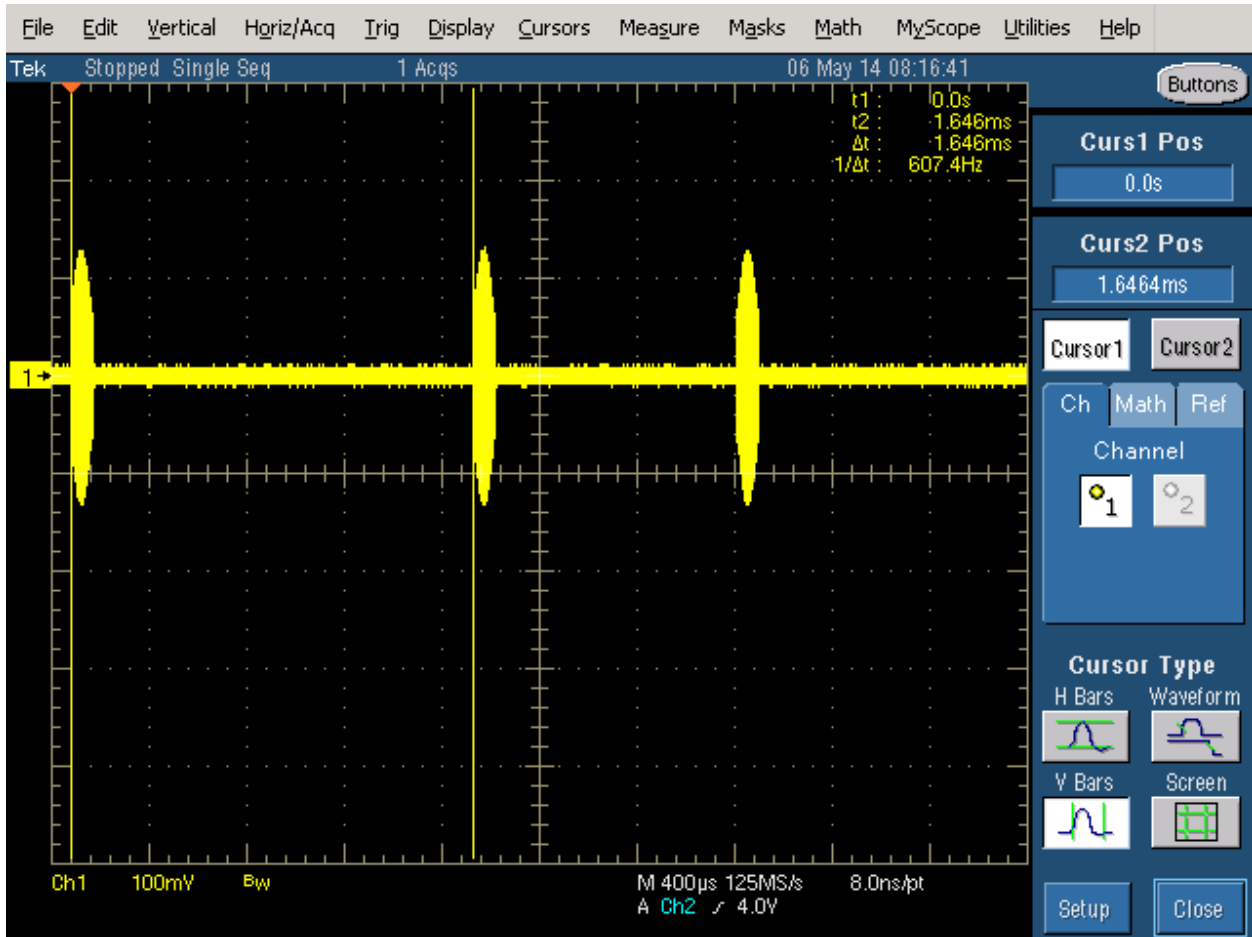 File Edit Vertical Horiz/Acq Trig Display Cursors Measure Masks Math MyScope Utilities Help
Tek Stopped Single Seq 1 Acqs 06 May 14 08:16:41
Buttons
t1 : 0.0s
t2 : 1.646ms
Δt : 1.646ms
1/Δt : 607.4Hz
Curs1 Pos
0.0s
Curs2 Pos
1.6464ms
Cursor1 Cursor2
1
Ch Math Ref
Channel
1 2
Cursor Type
H Bars Waveform
V Bars Screen
Ch1 100mV BW M 400µs 125MS/s 8.0ns/pt
A Ch2 4.0V
Setup Close